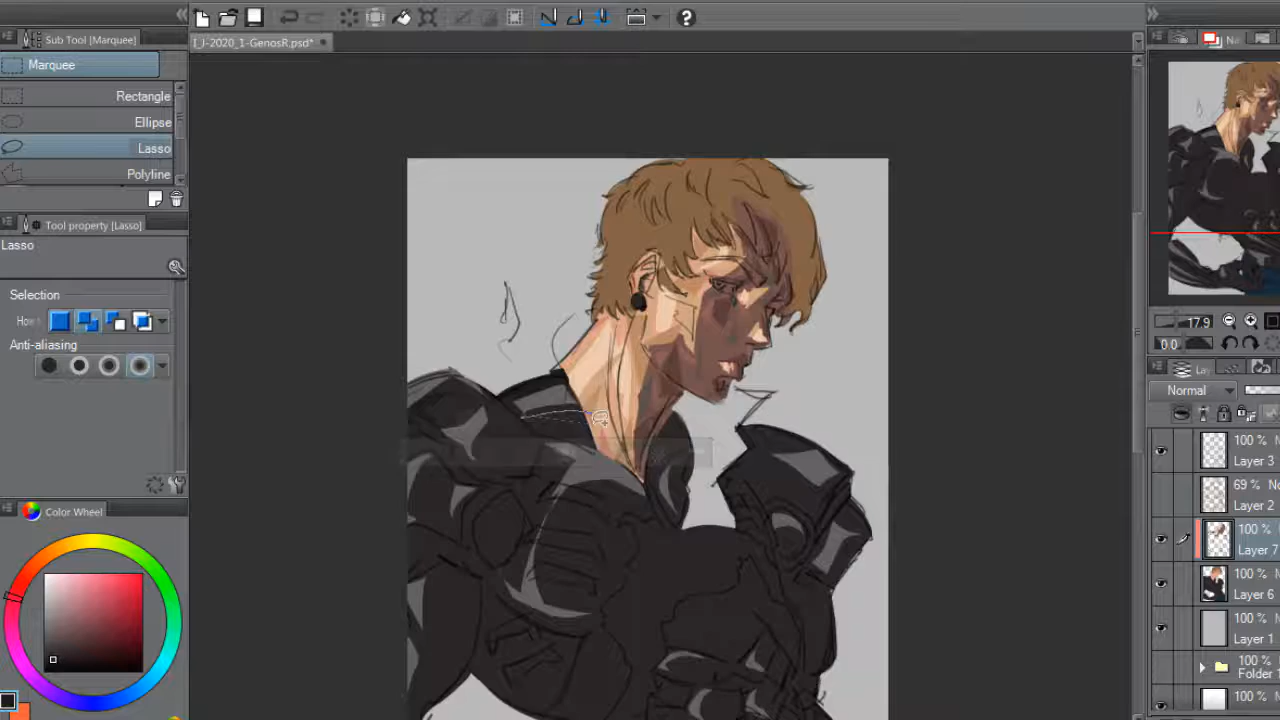 Sub Tool [Marquee]
Marquee
Rectangle
Ellipse
Lasso
Polyline
Tool property [Lasso]
Lasso
Selection
Anti-aliasing
Color Wheel
J-2020_1-GenosR.psd*
17.9
0.0
Normal
100 %
Layer 3
69 % No
Layer 2
100 %
Layer 7
100 %
Layer 6
100 %
Layer 1
100 %
Folder 1
100 %